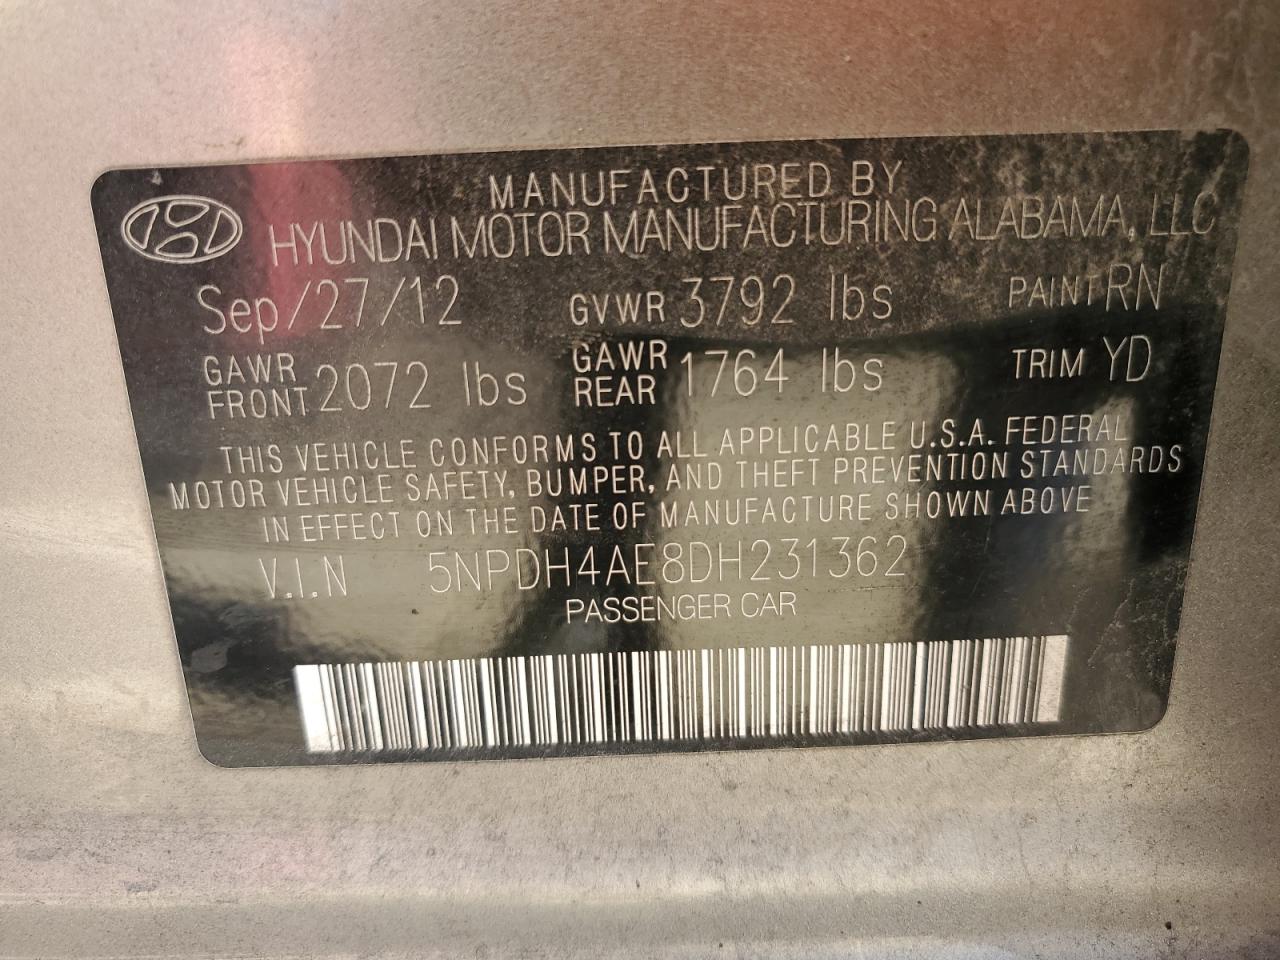 MANUFACTURED BY
HYUNDAI MOTOR MANUFACTURING ALABAMA, LLC
Sep/27/12 GVWR 3792 lbs PAINT RN
GAWR FRONT 2072 lbs GAWR REAR 1764 lbs TRIM YD
THIS VEHICLE CONFORMS TO ALL APPLICABLE U.S.A. FEDERAL
MOTOR VEHICLE SAFETY, BUMPER, AND THEFT PREVENTION STANDARDS
IN EFFECT ON THE DATE OF MANUFACTURE SHOWN ABOVE
V.I.N 5NPDH4AE8DH231362
PASSENGER CAR